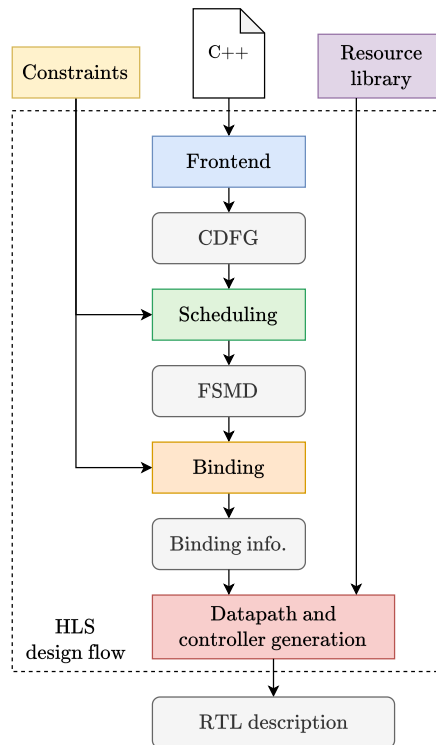 C++
Constraints
Resource
library
Frontend
CDFG
Scheduling
FSMD
Binding
Binding info.
Datapath and
controller generation
HLS
design flow
RTL description